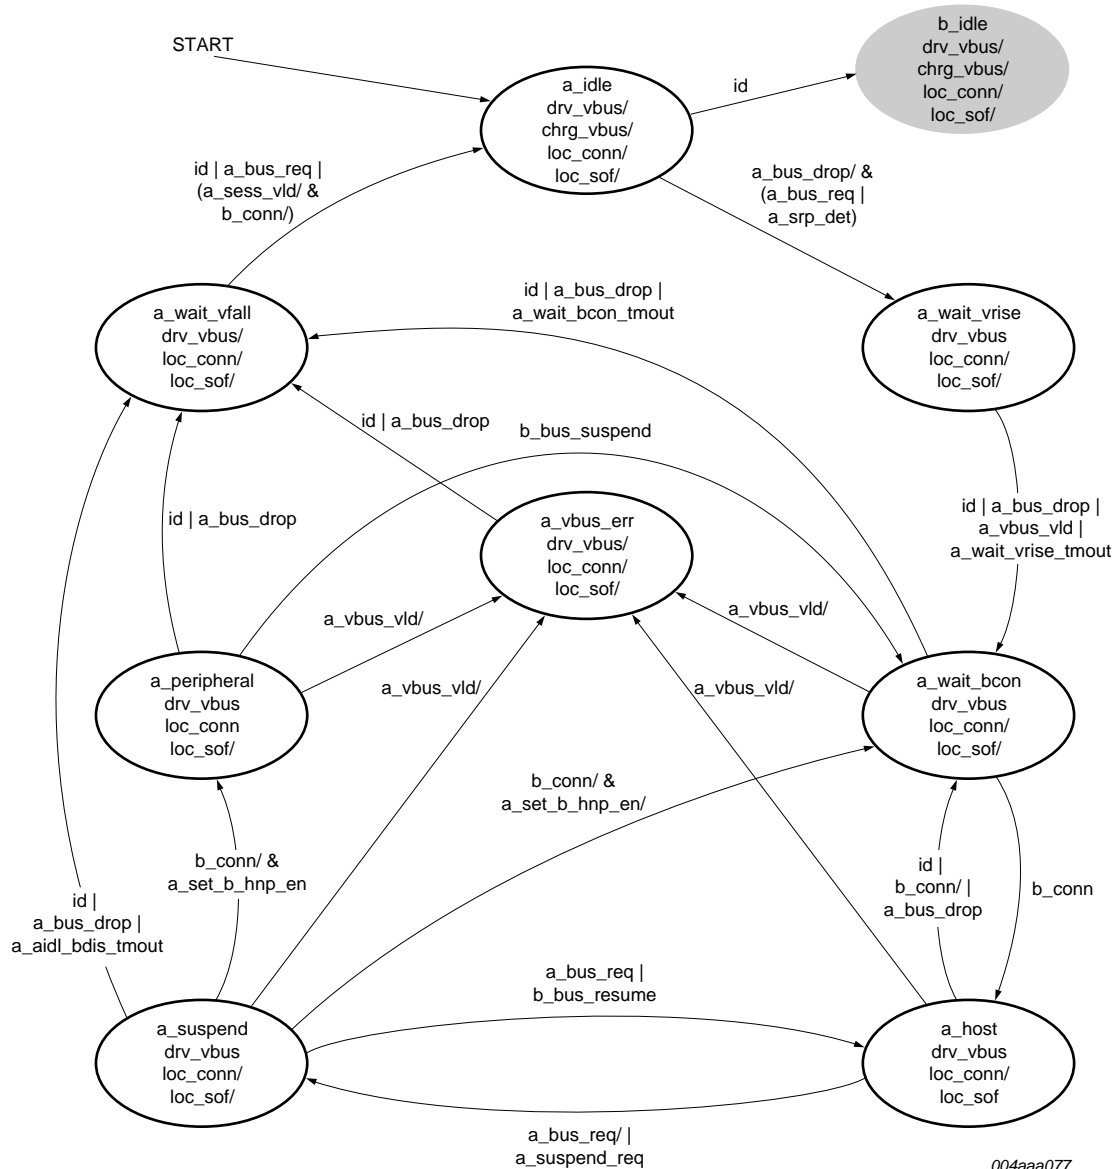 START
b_idle
drv_vbus/
chrg_vbus/
loc_conn/
loc_sof/
a_idle
drv_vbus/
chrg_vbus/
loc_conn/
loc_sof/
id
id | a_bus_req |
(a_sess_vld/ &
b_conn/)
a_bus_drop/ &
(a_bus_req |
a_srp_det)
a_wait_vfall
drv_vbus/
loc_conn/
loc_sof/
id | a_bus_drop |
a_wait_bcon_tmout
a_wait_vrise
drv_vbus
loc_conn/
loc_sof/
id | a_bus_drop
b_bus_suspend
id | a_bus_drop
a_vbus_err
drv_vbus/
loc_conn/
loc_sof/
id | a_bus_drop |
a_vbus_vld |
a_wait_vrise_tmout
a_vbus_vld/
a_vbus_vld/
a_peripheral
drv_vbus
loc_conn
loc_sof/
a_vbus_vld/
a_vbus_vld/
a_wait_bcon
drv_vbus
loc_conn/
loc_sof/
b_conn/ &
a_set_b_hnp_en/
b_conn/ &
a_set_b_hnp_en
id |
a_bus_drop |
a_aidl_bdis_tmout
id |
b_conn/ |
a_bus_drop
b_conn
a_bus_req |
b_bus_resume
a_suspend
drv_vbus
loc_conn/
loc_sof/
a_host
drv_vbus
loc_conn/
loc_sof
a_bus_req/ |
a_suspend_req
004aaa077